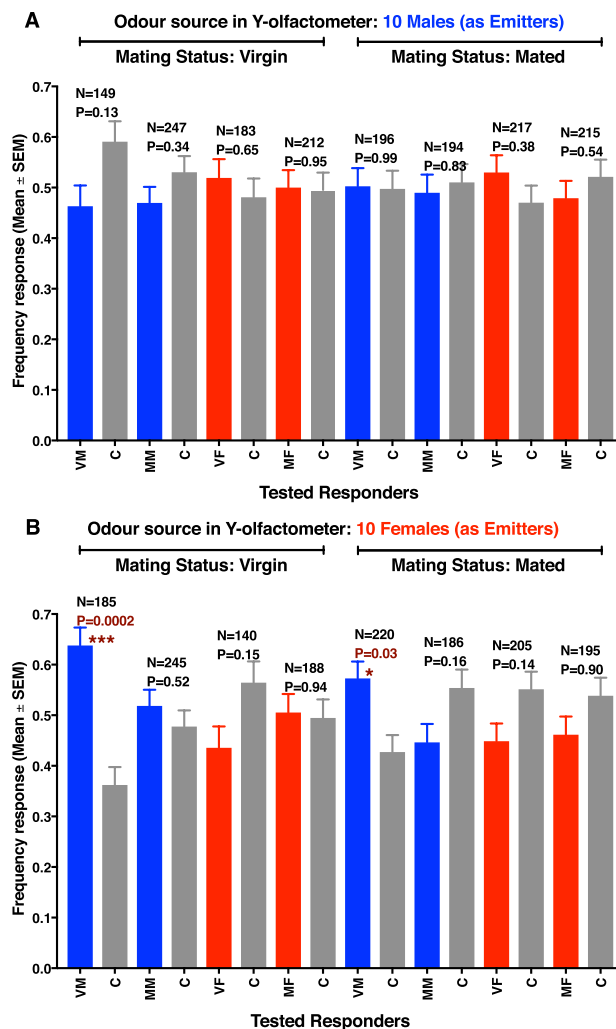 A
Odour source in Y-olfactometer: 10 Males (as Emitters)
Mating Status: Virgin
Mating Status: Mated
Frequency response (Mean ± SEM)
0.7
0.6
0.5
0.4
0.3
0.2
0.1
0.0
N=149
P=0.13
N=247
P=0.34
N=183
P=0.65
N=212
P=0.95
N=196
P=0.99
N=194
P=0.83
N=217
P=0.38
N=215
P=0.54
VM C MM C VF C MF C VM C MM C VF C MF C
Tested Responders
B
Odour source in Y-olfactometer: 10 Females (as Emitters)
Mating Status: Virgin
Mating Status: Mated
Frequency response (Mean ± SEM)
0.7
0.6
0.5
0.4
0.3
0.2
0.1
0.0
N=185
P=0.0002
***
N=245
P=0.52
N=140
P=0.15
N=188
P=0.94
N=220
P=0.03
*
N=186
P=0.16
N=205
P=0.14
N=195
P=0.90
VM C MM C VF C MF C VM C MM C VF C MF C
Tested Responders